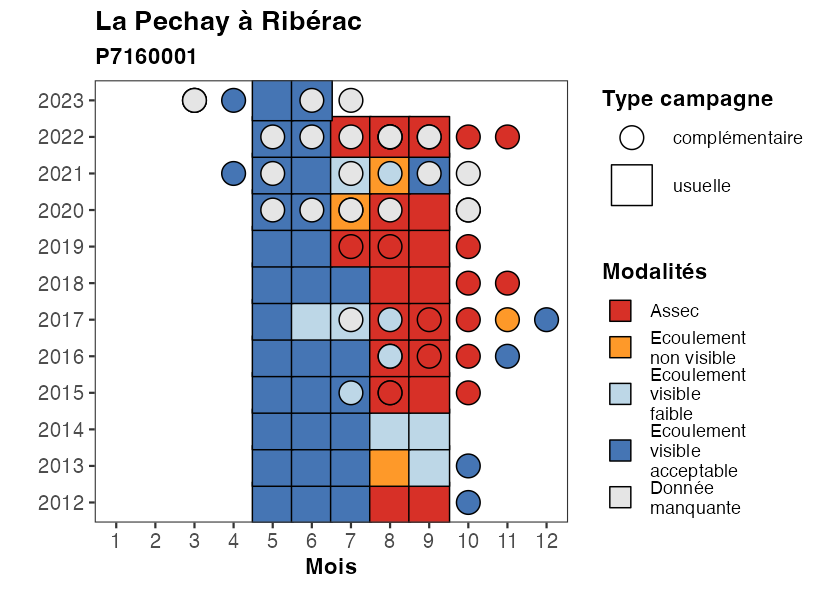 La Pechay à Ribérac
P7160001
2023
2022
2021
2020
2019
2018
2017
2016
2015
2014
2013
2012
1 2 3 4 5 6 7 8 9 10 11 12
Mois
Type campagne
complémentaire
usuelle
Modalités
Assec
Ecoulement
non visible
Ecoulement
visible
faible
Ecoulement
visible
acceptable
Donnée
manquante